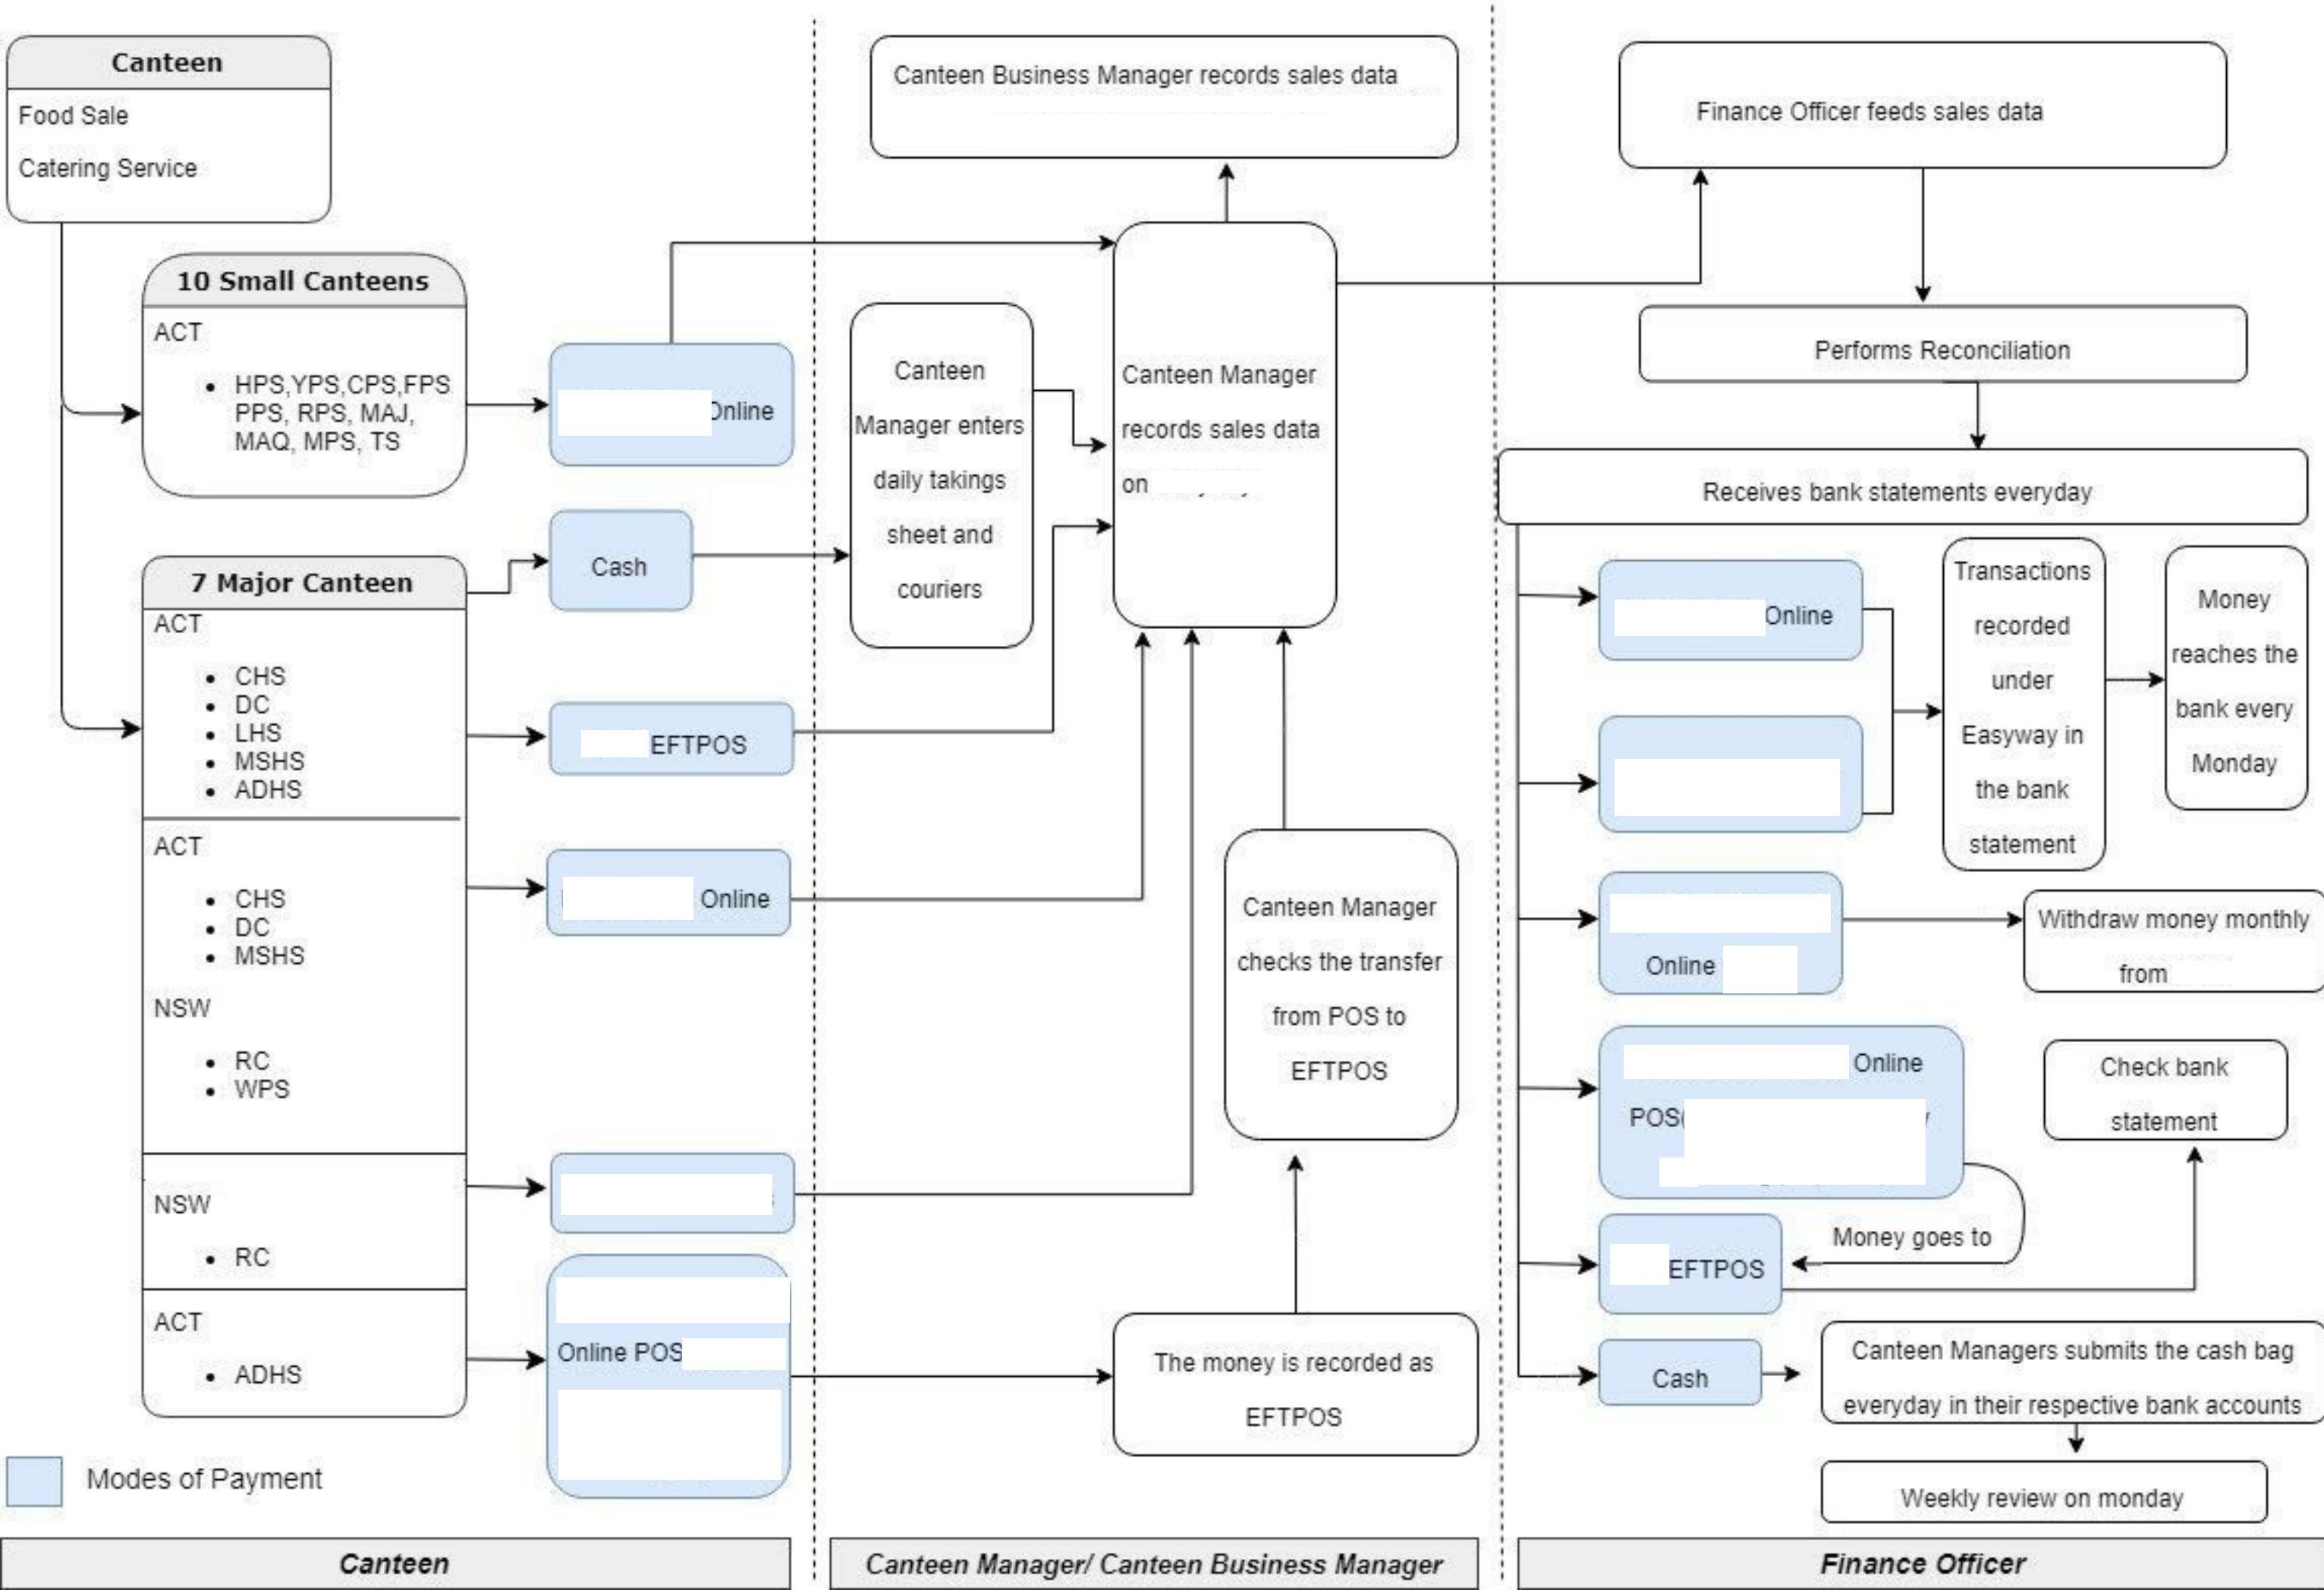 Canteen
Food Sale
Catering Service
10 Small Canteens
ACT
HPS,YPS,CPS,FPS
PPS, RPS, MAJ,
MAQ, MPS, TS
7 Major Canteen
ACT
CHS
DC
LHS
MSHS
ADHS
ACT
CHS
DC
MSHS
NSW
RC
WPS
NSW
RC
ACT
ADHS
Online
Cash
EFTPOS
Online
Online POS
Modes of Payment
Canteen
Canteen Business Manager records sales data
Canteen
Manager enters
daily takings
sheet and
couriers
Canteen Manager
records sales data
on
Canteen Manager
checks the transfer
from POS to
EFTPOS
The money is recorded as
EFTPOS
Canteen Manager/ Canteen Business Manager
Finance Officer feeds sales data
Performs Reconciliation
Receives bank statements everyday
Online
Transactions
recorded
under
Easyway in
the bank
statement
Money
reaches the
bank every
Monday
Online
Withdraw money monthly
from
Online
POS(
Check bank
statement
Money goes to
EFTPOS
Cash
Canteen Managers submits the cash bag
everyday in their respective bank accounts
Weekly review on monday
Finance Officer